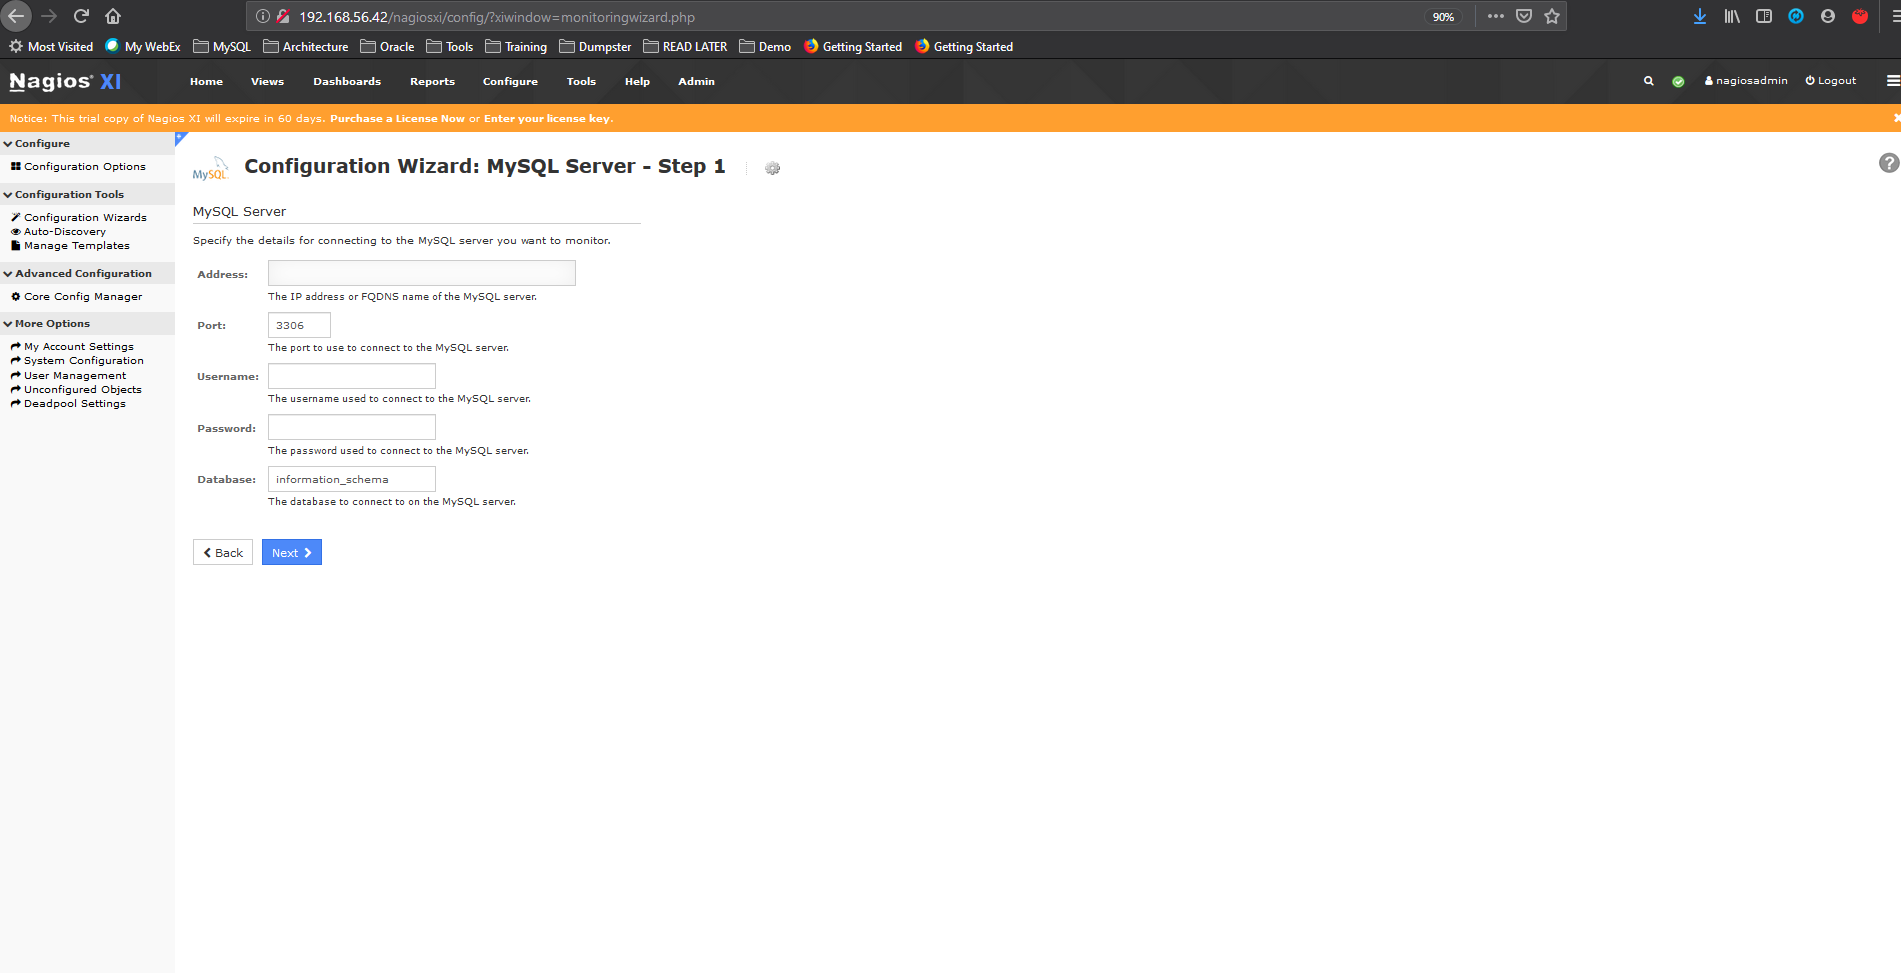 192.168.56.42/nagiosxi/config/?xiwindow=monitoringwizard.php
90%
Most Visited My WebEx MySQL Architecture Oracle Tools Training Dumpster READ LATER Demo Getting Started Getting Started
Nagios® XI Home Views Dashboards Reports Configure Tools Help Admin nagiosadmin Logout
Notice: This trial copy of Nagios XI will expire in 60 days. Purchase a License Now or Enter your license key.
Configure
Configuration Options
Configuration Tools
Configuration Wizards
Auto-Discovery
Manage Templates
Advanced Configuration
Core Config Manager
More Options
My Account Settings
System Configuration
User Management
Unconfigured Objects
Deadpool Settings
MySQL
Configuration Wizard: MySQL Server - Step 1
?
MySQL Server
Specify the details for connecting to the MySQL server you want to monitor.
Address:
The IP address or FQDNS name of the MySQL server.
Port: 3306
The port to use to connect to the MySQL server.
Username:
The username used to connect to the MySQL server.
Password:
The password used to connect to the MySQL server.
Database: information_schema
The database to connect to on the MySQL server.
Back Next